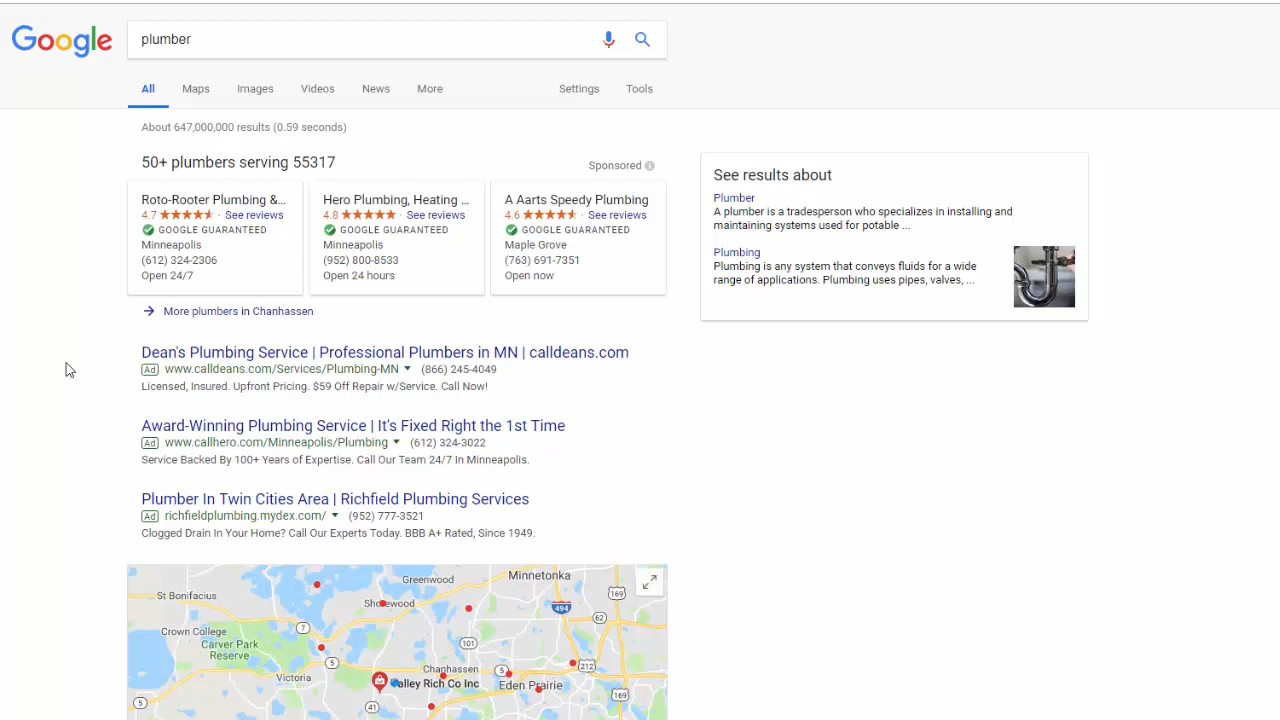 Google
plumber
All Maps Images Videos News More Settings Tools
About 647,000,000 results (0.59 seconds)
50+ plumbers serving 55317
Sponsored
Roto-Rooter Plumbing &...
4.7 · See reviews
GOOGLE GUARANTEED
Minneapolis
(612) 324-2306
Open 24/7
Hero Plumbing, Heating ...
4.8 · See reviews
GOOGLE GUARANTEED
Minneapolis
(952) 800-8533
Open 24 hours
A Aarts Speedy Plumbing
4.6 · See reviews
GOOGLE GUARANTEED
Maple Grove
(763) 691-7351
Open now
More plumbers in Chanhassen
Dean's Plumbing Service | Professional Plumbers in MN | calldeans.com
Ad www.calldeans.com/Services/Plumbing-MN (866) 245-4049
Licensed, Insured. Upfront Pricing. $59 Off Repair w/Service. Call Now!
Award-Winning Plumbing Service | It's Fixed Right the 1st Time
Ad www.callhero.com/Minneapolis/Plumbing (612) 324-3022
Service Backed By 100+ Years of Expertise. Call Our Team 24/7 In Minneapolis.
Plumber In Twin Cities Area | Richfield Plumbing Services
Ad richfieldplumbing.mydex.com/ (952) 777-3521
Clogged Drain In Your Home? Call Our Experts Today. BBB A+ Rated, Since 1949.
See results about
Plumber
A plumber is a tradesperson who specializes in installing and
maintaining systems used for potable ...
Plumbing
Plumbing is any system that conveys fluids for a wide
range of applications. Plumbing uses pipes, valves, ...
Greenwood
Minnetonka
169
St Bonifacius
Shorewood
494
62
Crown College
7
Carver Park
Reserve
101
5
212
Chanhassen
5
Victoria
Rich Co Inc
Eden Prairie
169
5
41